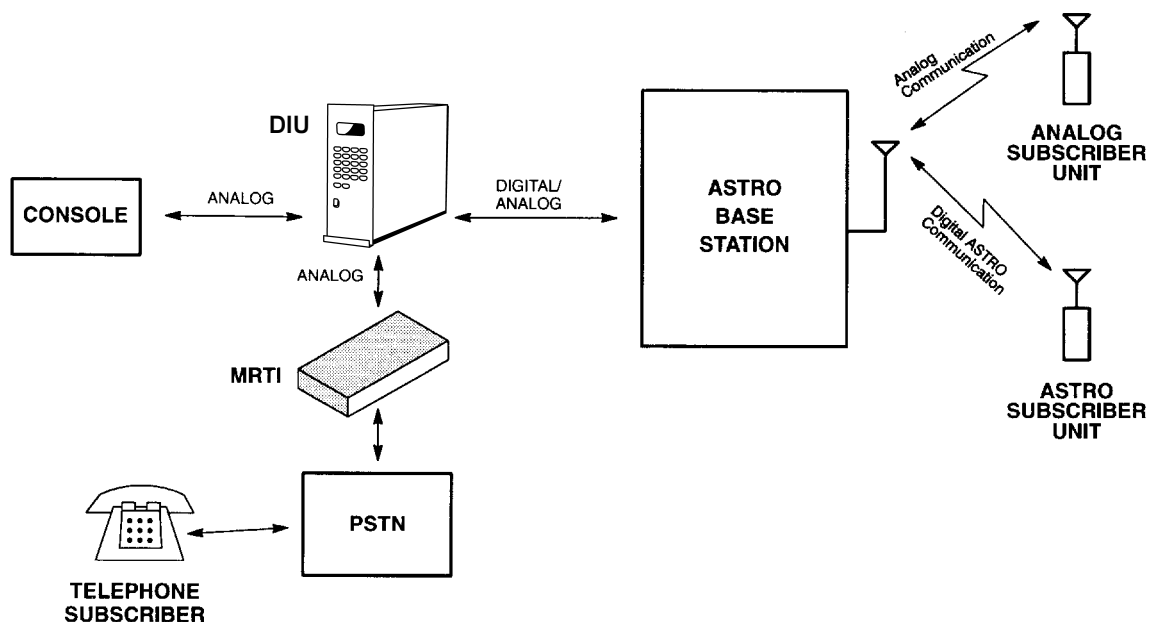 DIU
CONSOLE
ANALOG
DIGITAL/
ANALOG
ANALOG
MRTI
PSTN
TELEPHONE
SUBSCRIBER
ASTRO
BASE
STATION
Analog
Communication
ANALOG
SUBSCRIBER
UNIT
Digital ASTRO
Communication
ASTRO
SUBSCRIBER
UNIT